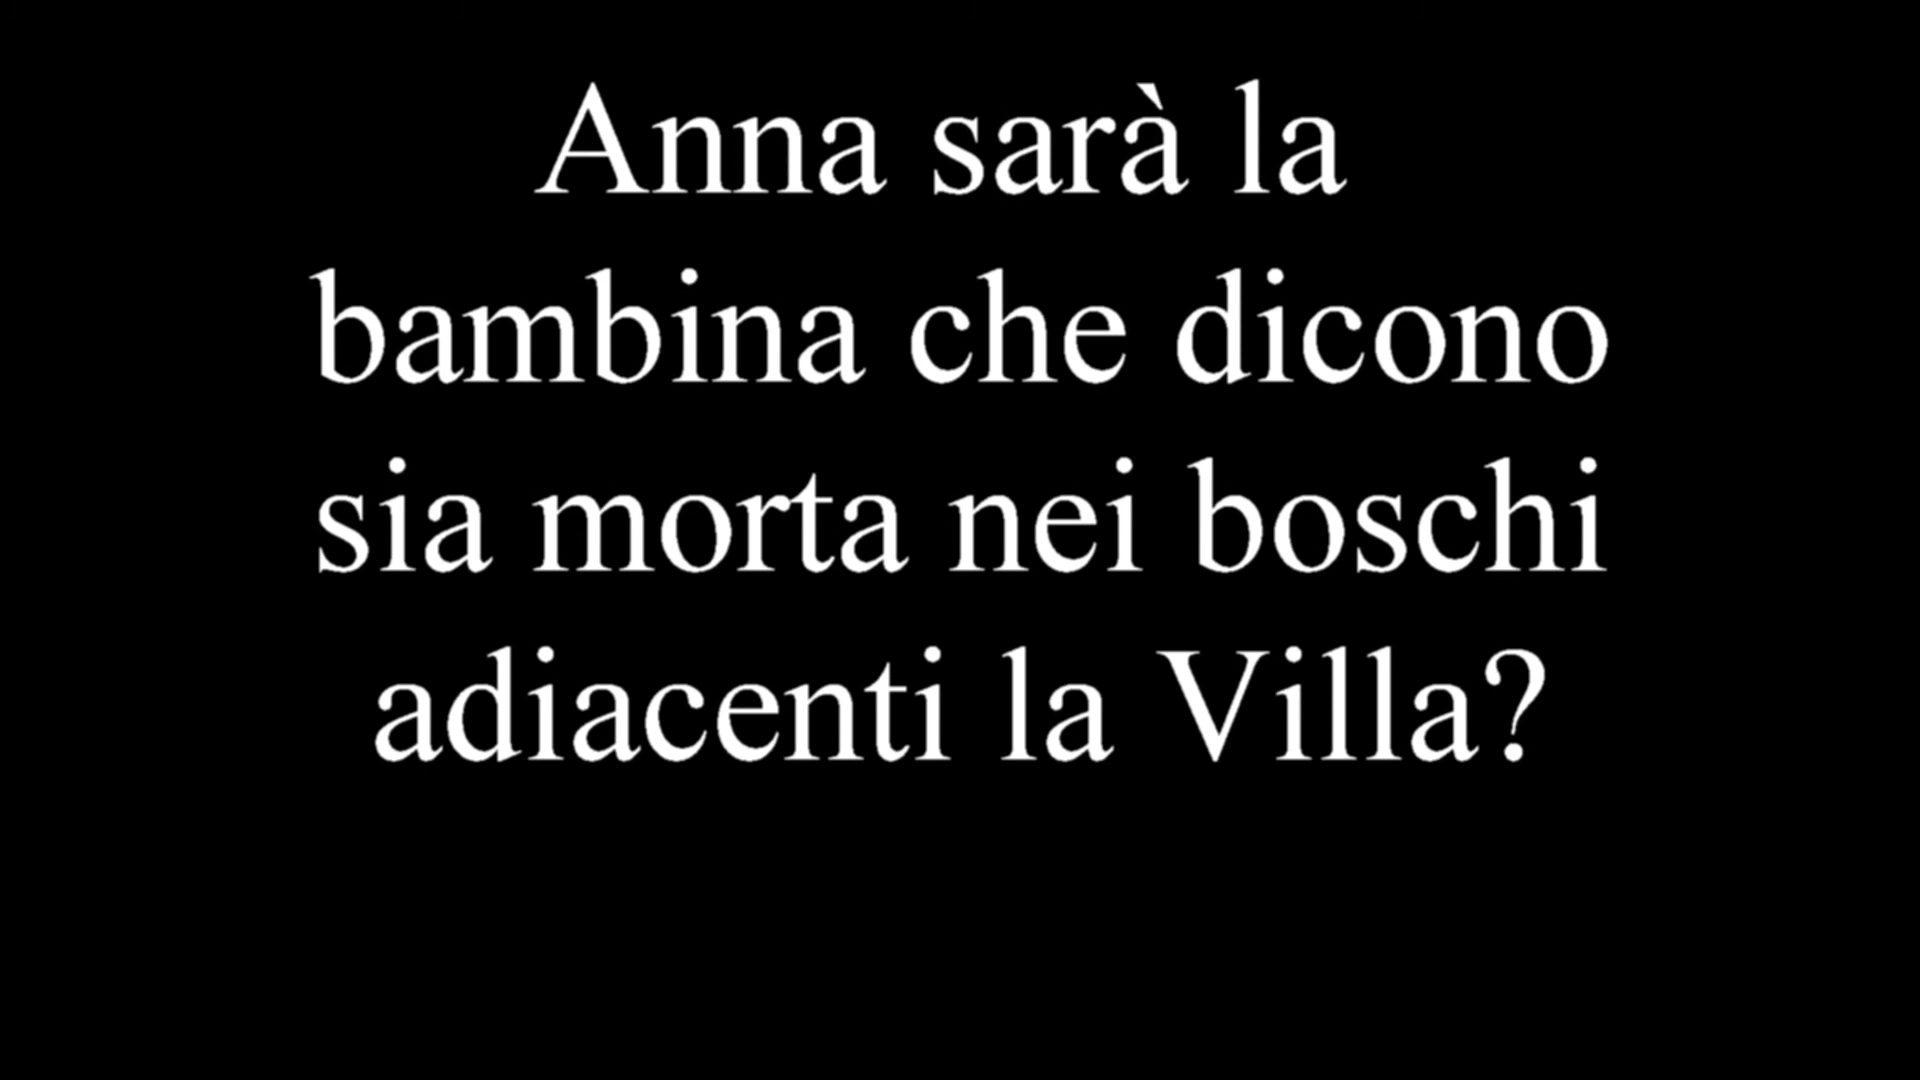 Anna sarà la
bambina che dicono
sia morta nei boschi
adiacenti la Villa?